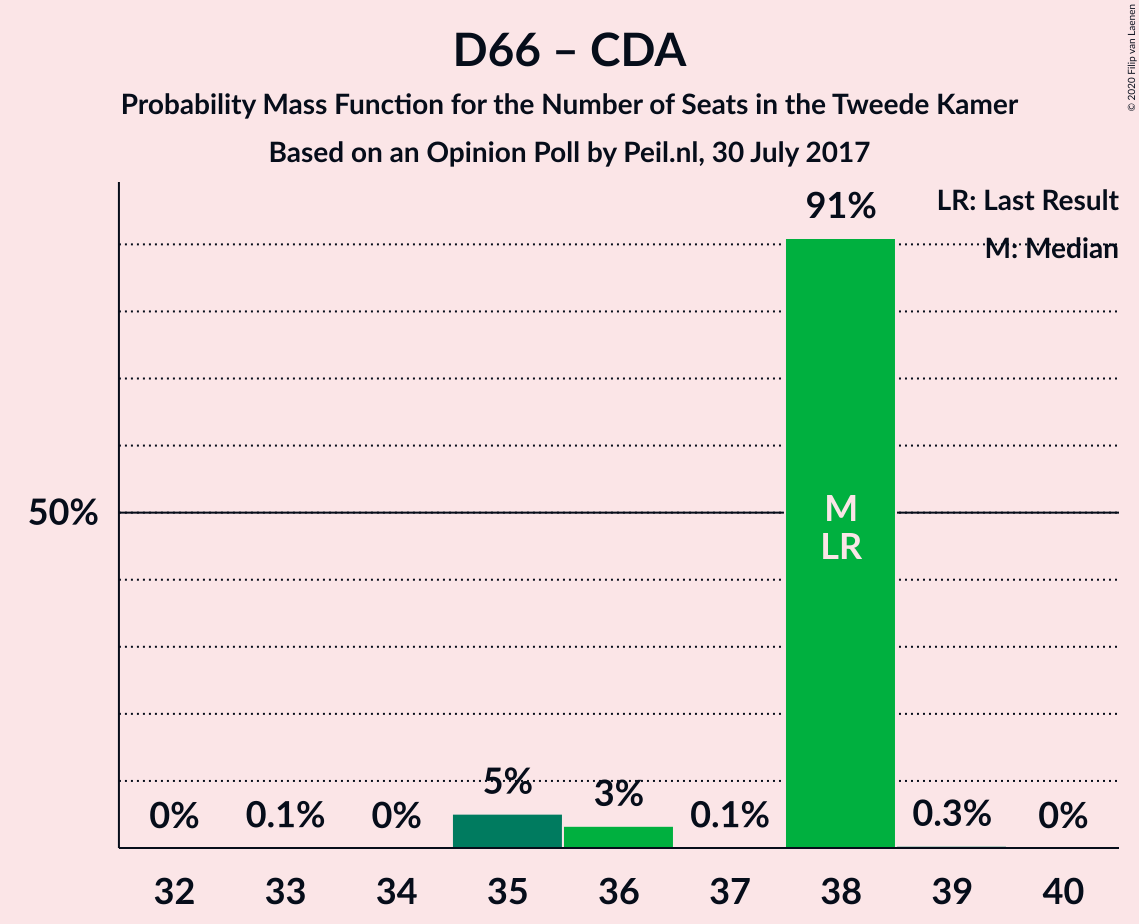 D66 – CDA
Probability Mass Function for the Number of Seats in the Tweede Kamer
Based on an Opinion Poll by Peil.nl, 30 July 2017
© 2020 Filip van Laenen
LR: Last Result
M: Median
91%
50%
M
LR
0%
0.1%
0%
5%
3%
0.1%
0.3%
0%
32 33 34 35 36 37 38 39 40